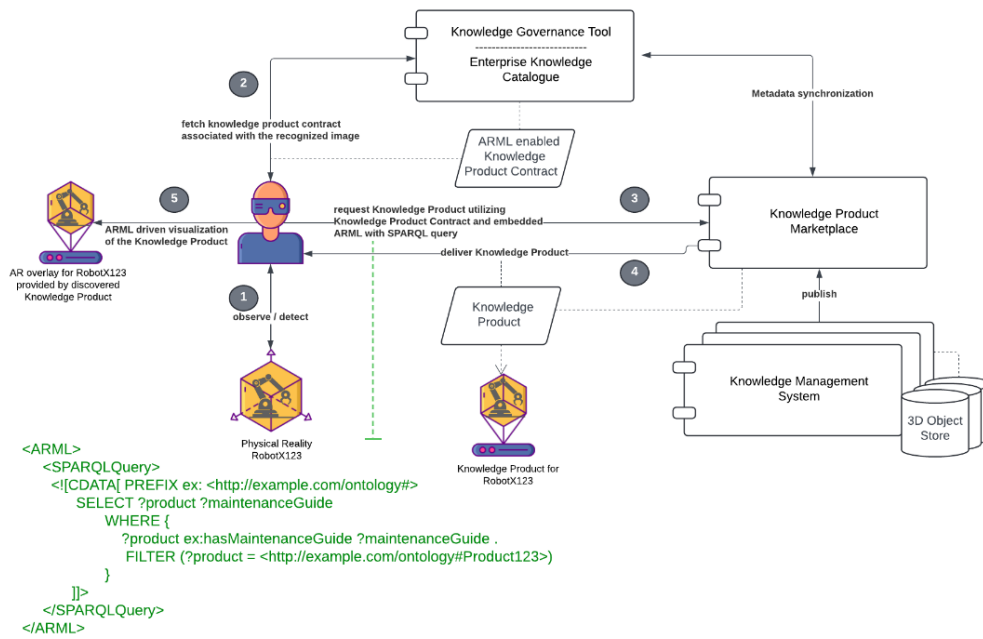 Knowledge Governance Tool
--------------------------
Enterprise Knowledge
Catalogue
2
Metadata synchronization
fetch knowledge product contract
associated with the recognized image
ARML enabled
Knowledge
Product Contract
5
request Knowledge Product utilizing
Knowledge Product Contract and embedded
ARML with SPARQL query
3
Knowledge Product
Marketplace
ARML driven visualization
of the Knowledge Product
deliver Knowledge Product
4
AR overlay for RobotX123
provided by discovered
Knowledge Product
1
observe / detect
publish
Knowledge
Product
Knowledge Management
System
3D Object
Store
Physical Reality
RobotX123
Knowledge Product for
RobotX123
<ARML>
<SPARQLQuery>
<![CDATA[ PREFIX ex: <http://example.com/ontology#>
SELECT ?product ?maintenanceGuide
WHERE {
?product ex:hasMaintenanceGuide ?maintenanceGuide .
FILTER (?product = <http://example.com/ontology#Product123>)
}
]]>
</SPARQLQuery>
</ARML>